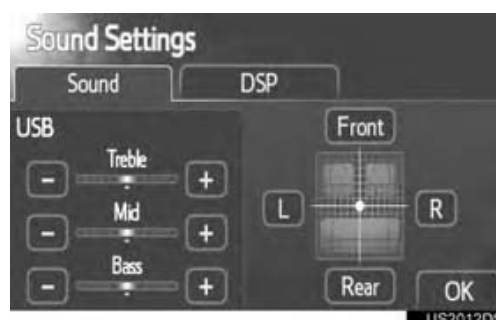 Sound Settings
Sound DSP
USB
Treble
- +
Mid
- +
Bass
- +
Front
L R
Rear
OK